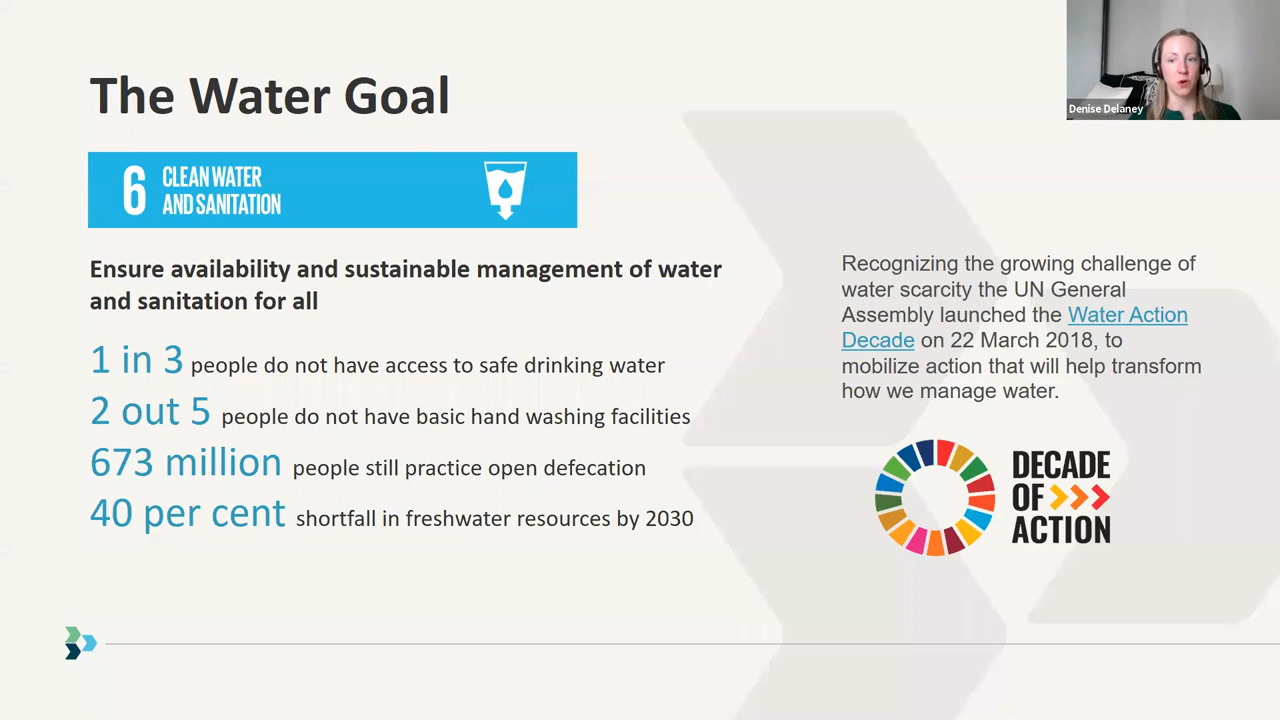 The Water Goal
6 CLEAN WATER
AND SANITATION
Ensure availability and sustainable management of water
and sanitation for all
1 in 3 people do not have access to safe drinking water
2 out 5 people do not have basic hand washing facilities
673 million people still practice open defecation
40 per cent shortfall in freshwater resources by 2030
Denise Delaney
Recognizing the growing challenge of
water scarcity the UN General
Assembly launched the Water Action
Decade on 22 March 2018, to
mobilize action that will help transform
how we manage water.
DECADE
OF
ACTION